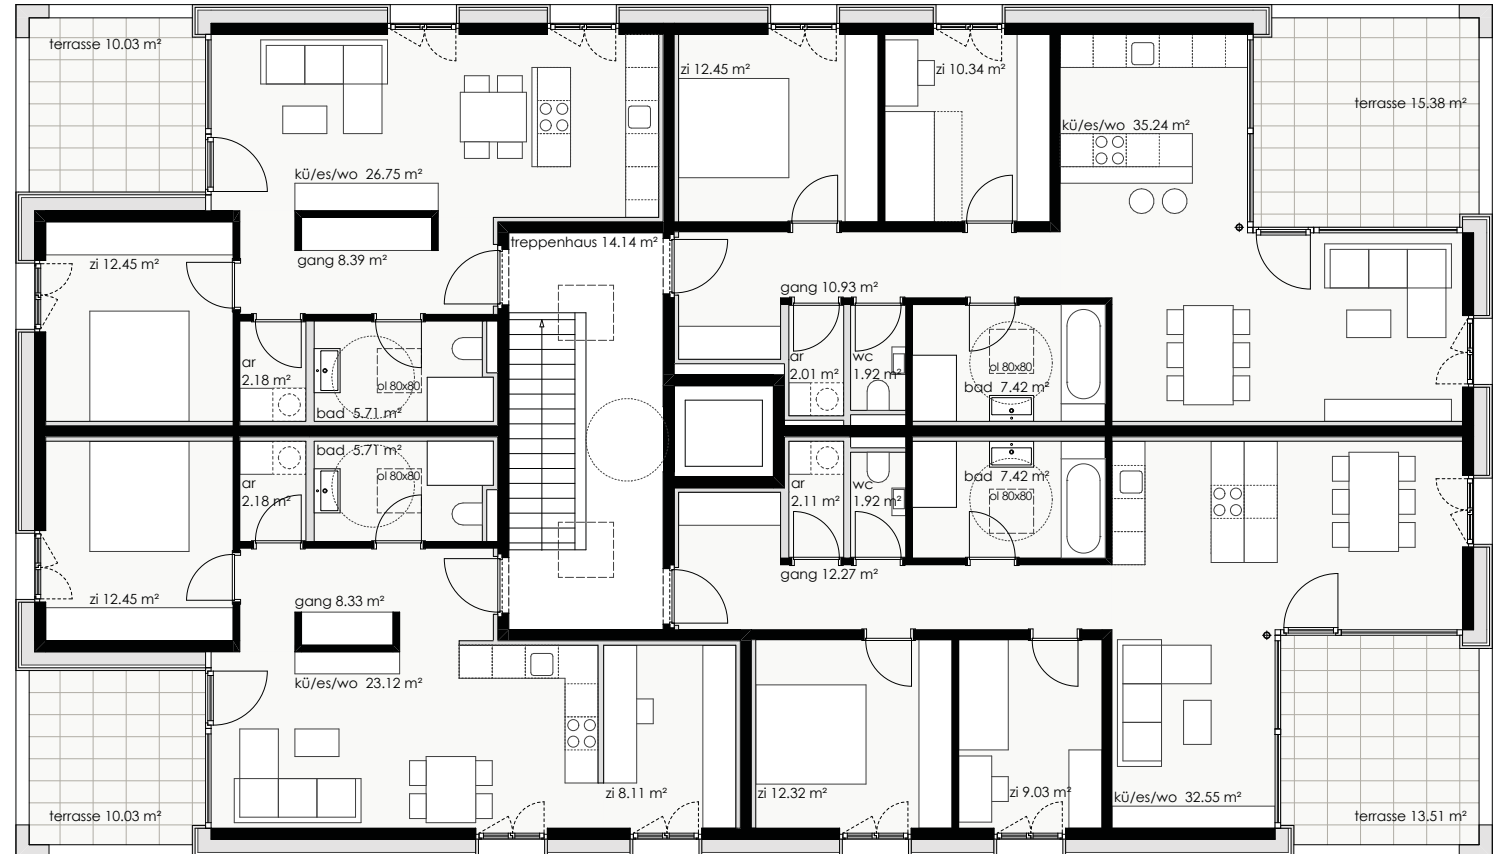 terrasse 10.03 m²
zi 12.45 m²
zi 10.34 m²
terrasse 15.38 m²
kü/es/wo 35.24 m²
kü/es/wo 26.75 m²
treppenhaus 14.14 m²
gang 8.39 m²
zi 12.45 m²
gang 10.93 m²
ar
2.18 m²
ol 80x80
bad 5.71 m²
ar
2.01 m²
wc
1.92 m²
ol 80x80
bad 7.42 m²
bad 5.71 m²
ol 80x80
ar
2.18 m²
ar
2.11 m²
wc
1.92 m²
bad 7.42 m²
ol 80x80
gang 12.27 m²
zi 12.45 m²
gang 8.33 m²
kü/es/wo 23.12 m²
zi 8.11 m²
zi 12.32 m²
zi 9.03 m²
kü/es/wo 32.55 m²
terrasse 10.03 m²
terrasse 13.51 m²